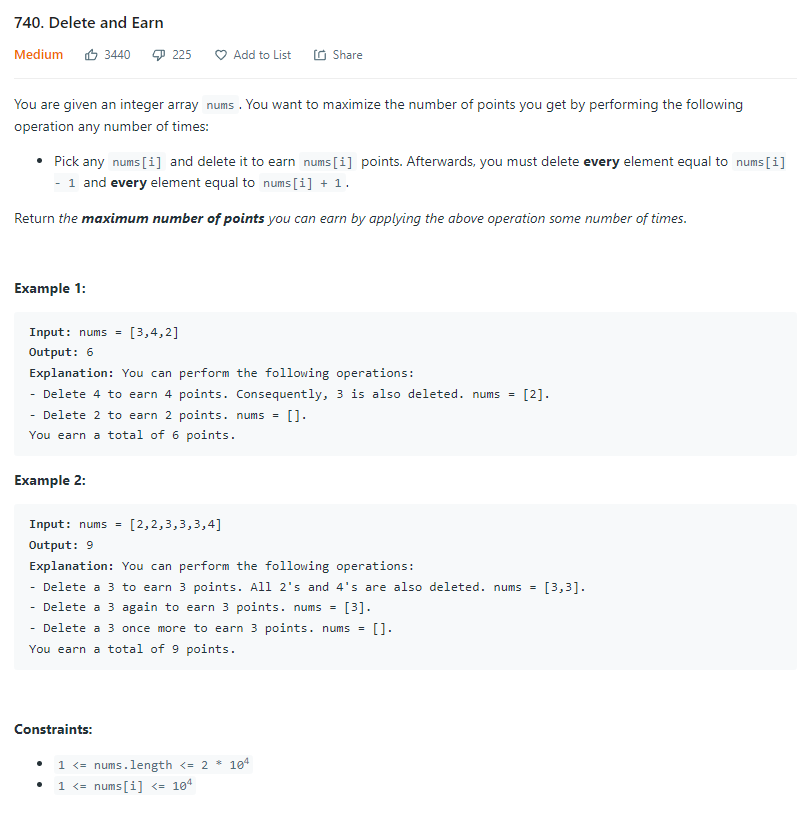 740. Delete and Earn
Medium 3440 225 Add to List Share
You are given an integer array nums . You want to maximize the number of points you get by performing the following
operation any number of times:
• Pick any nums[i] and delete it to earn nums[i] points. Afterwards, you must delete every element equal to nums[i]
- 1 and every element equal to nums[i] + 1 .
Return the maximum number of points you can earn by applying the above operation some number of times.
Example 1:
Input: nums = [3,4,2]
Output: 6
Explanation: You can perform the following operations:
- Delete 4 to earn 4 points. Consequently, 3 is also deleted. nums = [2].
- Delete 2 to earn 2 points. nums = [].
You earn a total of 6 points.
Example 2:
Input: nums = [2,2,3,3,3,4]
Output: 9
Explanation: You can perform the following operations:
- Delete a 3 to earn 3 points. All 2's and 4's are also deleted. nums = [3,3].
- Delete a 3 again to earn 3 points. nums = [3].
- Delete a 3 once more to earn 3 points. nums = [].
You earn a total of 9 points.
Constraints:
• 1 <= nums.length <= 2 * 10⁴
• 1 <= nums[i] <= 10⁴